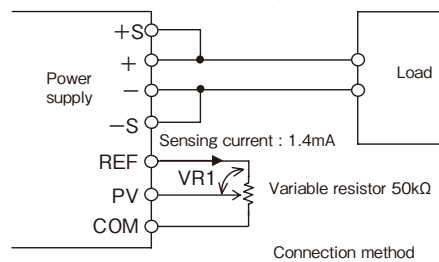 +S
+
Power
supply
Load
−
−S
Sensing current : 1.4mA
REF
VR1
Variable resistor 50kΩ
PV
COM
Connection method